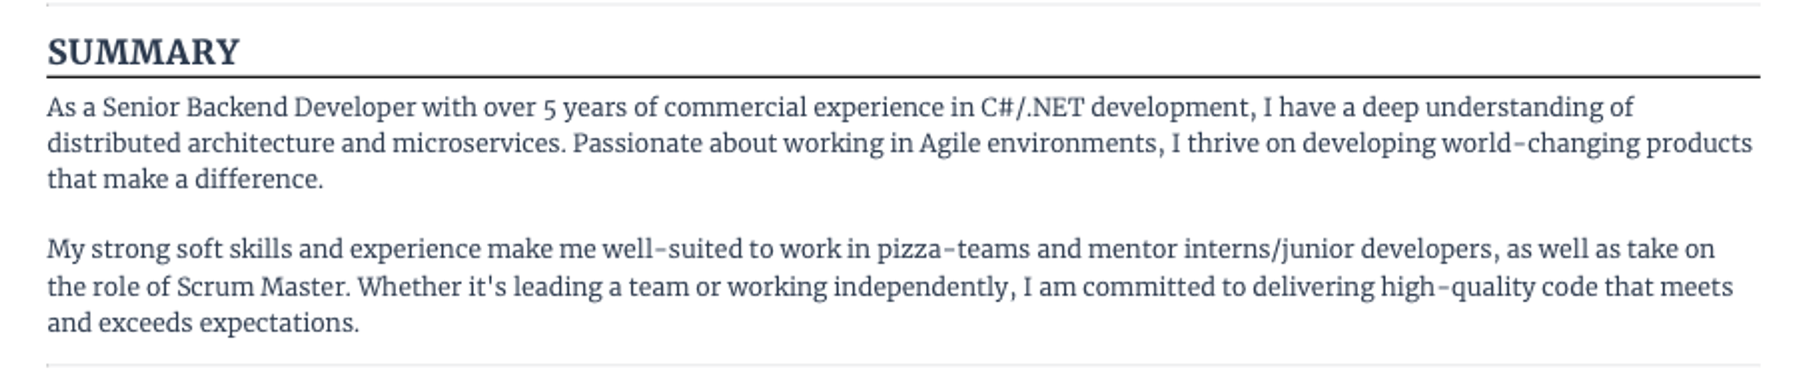 SUMMARY
As a Senior Backend Developer with over 5 years of commercial experience in C#/.NET development, I have a deep understanding of
distributed architecture and microservices. Passionate about working in Agile environments, I thrive on developing world-changing products
that make a difference.
My strong soft skills and experience make me well-suited to work in pizza-teams and mentor interns/junior developers, as well as take on
the role of Scrum Master. Whether it's leading a team or working independently, I am committed to delivering high-quality code that meets
and exceeds expectations.